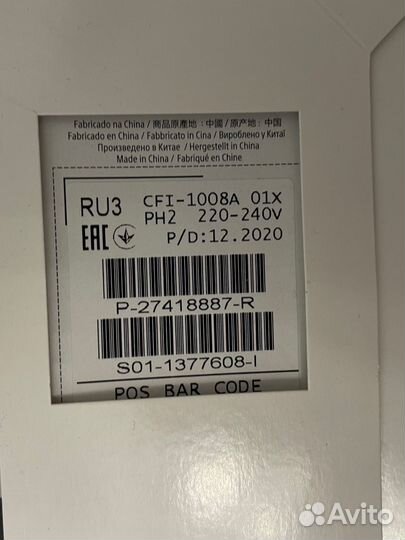 Fabricado na China / 商品原產地 : 中國 / 原产地 : 中国
Fabricado en China / Fabbricato in Cina / Вироблено у Китаї
Произведено в Китае / Hergestellt in China
Made in China / Fabriqué en Chine
RU3 CFI-1008A 01X
PH2 220-240V
EAC P/D:12.2020
P-27418887-R
S01-1377608-I
POS BAR CODE
Avito